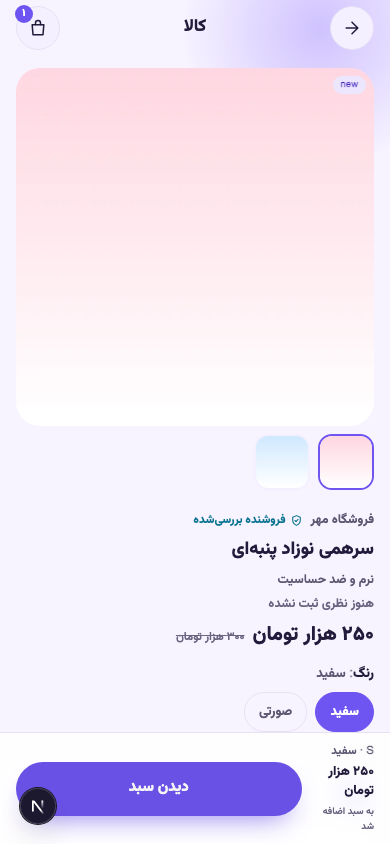 کالا
۱
new
فروشگاه مهر
فروشنده بررسی‌شده
سرهمی نوزاد پنبه‌ای
نرم و ضد حساسیت
هنوز نظری ثبت نشده
۲۵۰ هزار تومان ۳۰۰ هزار تومان
رنگ: سفید
سفید
صورتی
S · سفید
۲۵۰ هزار
تومان
به سبد اضافه
شد
دیدن سبد
N